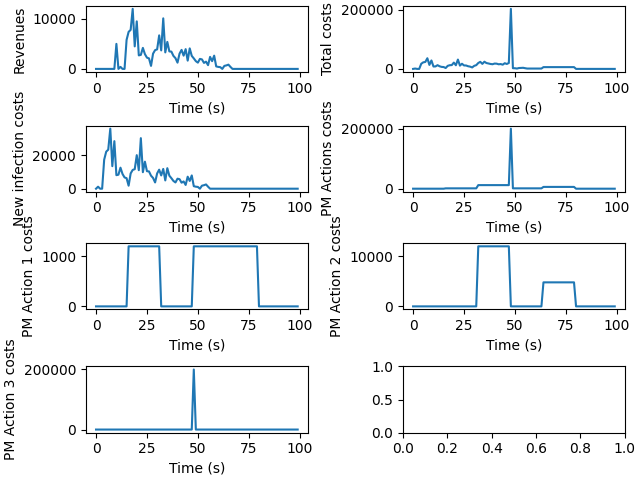 Revenues
10000
0
0 25 50 75 100
Time (s)
Total costs
200000
0
0 25 50 75 100
Time (s)
New infection costs
20000
0
0 25 50 75 100
Time (s)
PM Actions costs
200000
0
0 25 50 75 100
Time (s)
PM Action 1 costs
1000
0
0 25 50 75 100
Time (s)
PM Action 2 costs
10000
0
0 25 50 75 100
Time (s)
PM Action 3 costs
200000
0
0 25 50 75 100
Time (s)
1.0
0.5
0.0
0.0 0.2 0.4 0.6 0.8 1.0